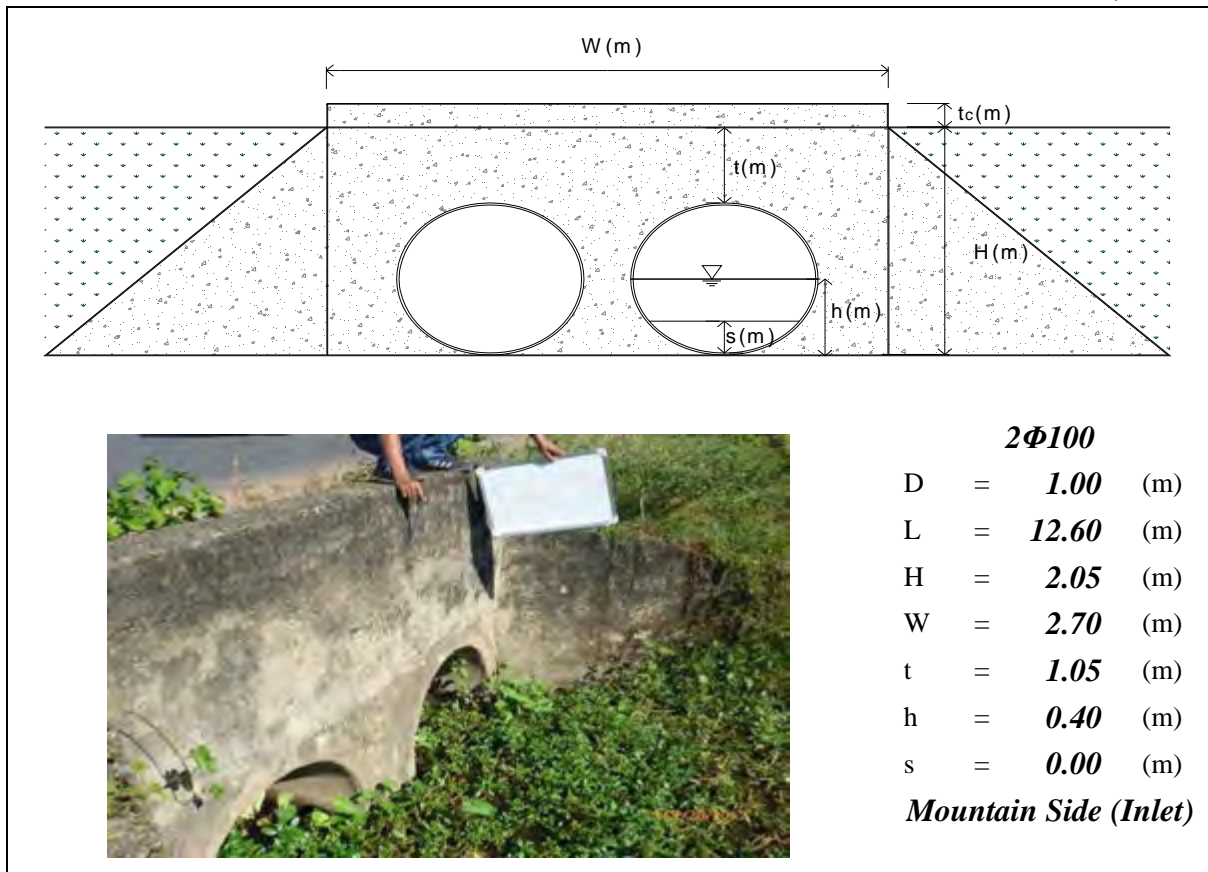 W(m)
tc(m)
t(m)
H(m)
h(m)
s(m)
2Φ100
D = 1.00 (m)
L = 12.60 (m)
H = 2.05 (m)
W = 2.70 (m)
t = 1.05 (m)
h = 0.40 (m)
s = 0.00 (m)
Mountain Side (Inlet)